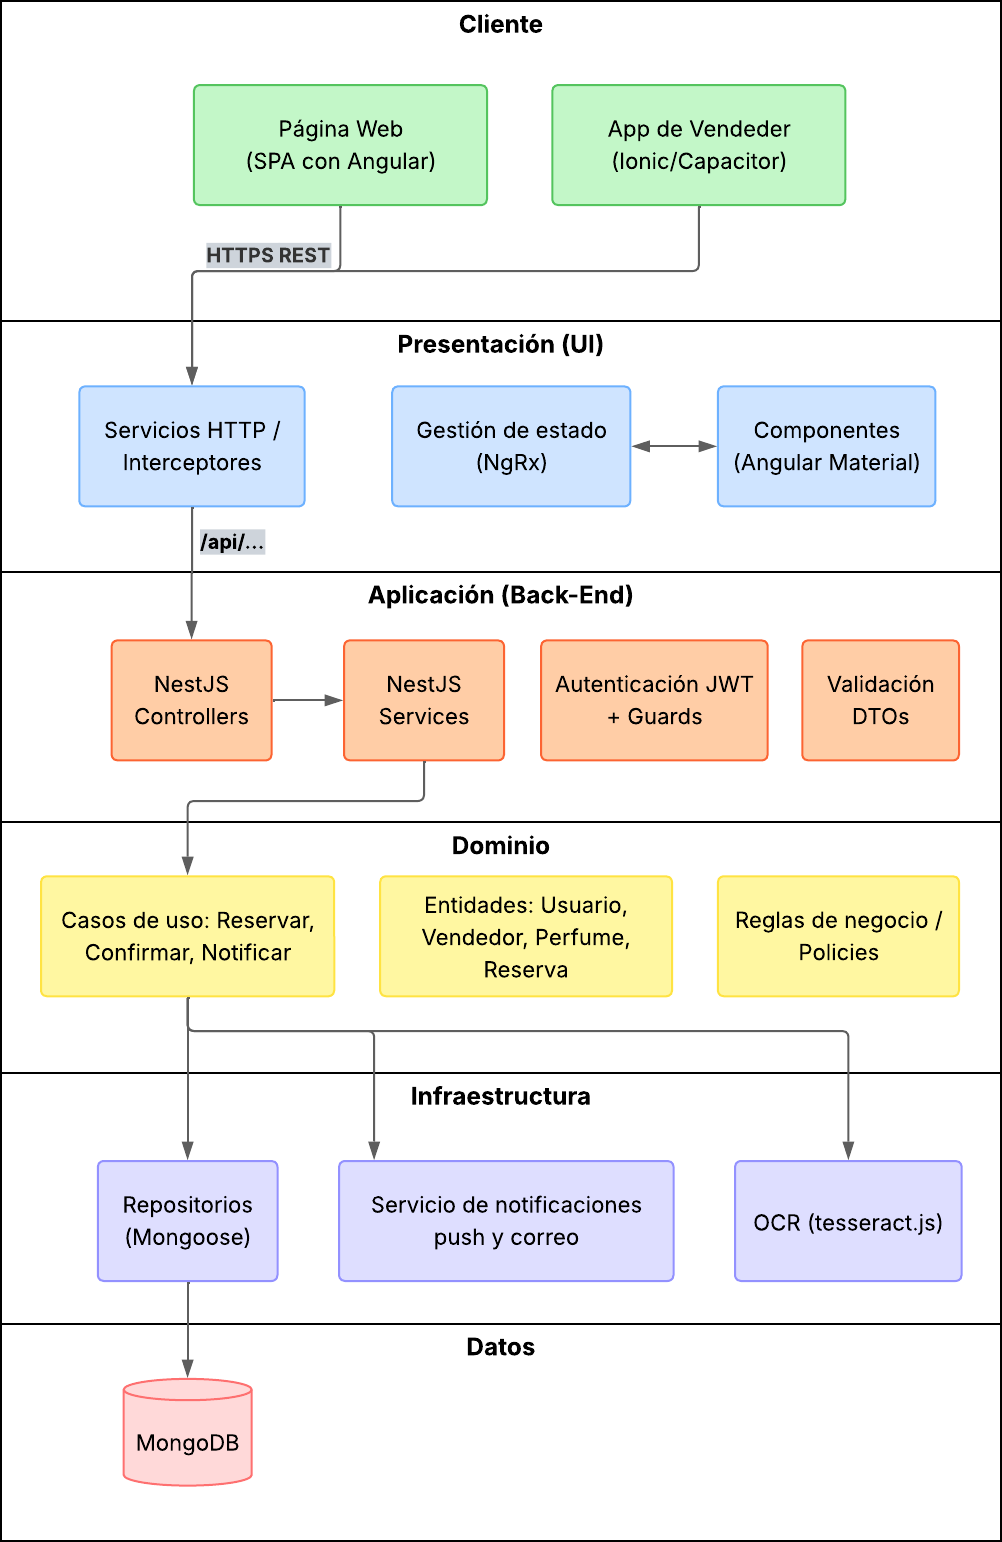 Cliente
Página Web
(SPA con Angular)
App de Vendeder
(Ionic/Capacitor)
HTTPS REST
Presentación (UI)
Servicios HTTP /
Interceptores
Gestión de estado
(NgRx)
Componentes
(Angular Material)
/api/...
Aplicación (Back-End)
NestJS
Controllers
NestJS
Services
Autenticación JWT
+ Guards
Validación
DTOs
Dominio
Casos de uso: Reservar,
Confirmar, Notificar
Entidades: Usuario,
Vendedor, Perfume,
Reserva
Reglas de negocio /
Policies
Infraestructura
Repositorios
(Mongoose)
Servicio de notificaciones
push y correo
OCR (tesseract.js)
Datos
MongoDB